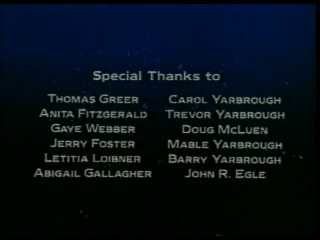 Special Thanks to
Thomas Greer Carol Yarbrough
Anita Fitzgerald Trevor Yarbrough
Gaye Webber Doug McLuen
Jerry Foster Mable Yarbrough
Letitia Loibner Barry Yarbrough
Abigail Gallagher John R. Egle